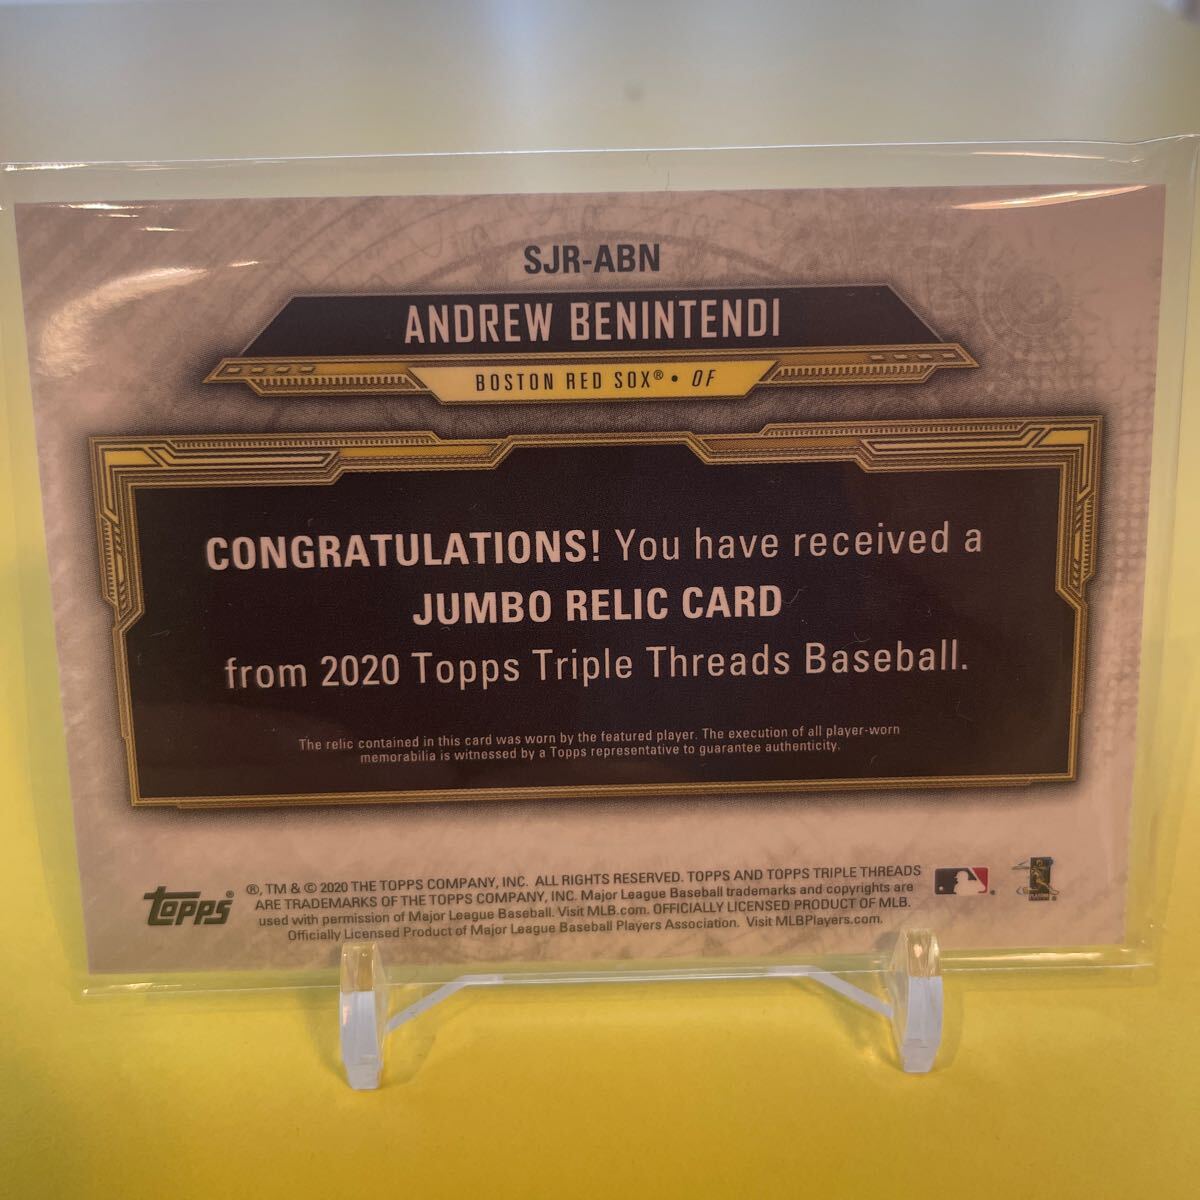 SJR-ABN
ANDREW BENINTENDI
BOSTON RED SOX® • OF
CONGRATULATIONS! You have received a
JUMBO RELIC CARD
from 2020 Topps Triple Threads Baseball.
The relic contained in this card was worn by the featured player. The execution of all player-worn
memorabilia is witnessed by a Topps representative to guarantee authenticity.
Topps®
®, TM & © 2020 THE TOPPS COMPANY, INC. ALL RIGHTS RESERVED. TOPPS AND TOPPS TRIPLE THREADS
ARE TRADEMARKS OF THE TOPPS COMPANY, INC. Major League Baseball trademarks and copyrights are
used with permission of Major League Baseball. Visit MLB.com. OFFICIALLY LICENSED PRODUCT OF MLB.
Officially Licensed Product of Major League Baseball Players Association. Visit MLBPlayers.com.